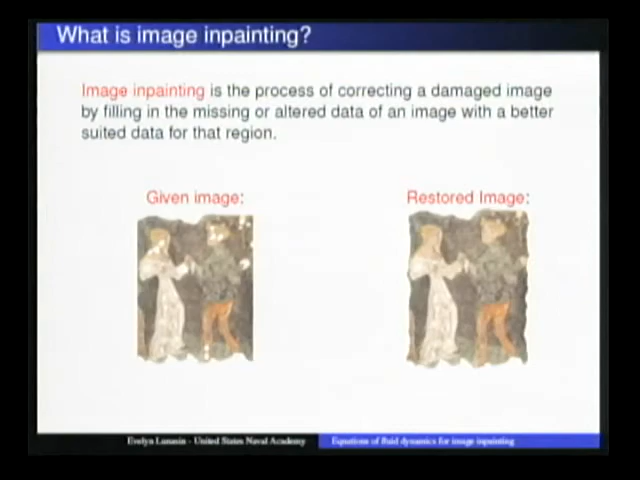 What is image inpainting?
Image inpainting is the process of correcting a damaged image
by filling in the missing or altered data of an image with a better
suited data for that region.
Given image:
Restored Image:
Evelyn Lunasin - United States Naval Academy
Equations of fluid dynamics for image inpainting